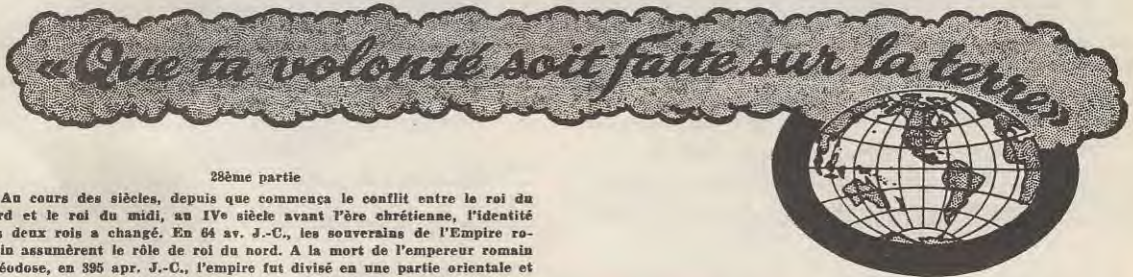 «Que ta volonté soit faite sur la terre»
28ème partie
Au cours des siècles, depuis que commença le conflit entre le roi du
rd et le roi du midi, au IVe siècle avant l'ère chrétienne, l'identité
s deux rois a changé. En 64 av. J.-C., les souverains de l'Empire ro-
in assumèrent le rôle de roi du nord. A la mort de l'empereur romain
éodose, en 395 apr. J.-C., l'empire fut divisé en une partie orientale et